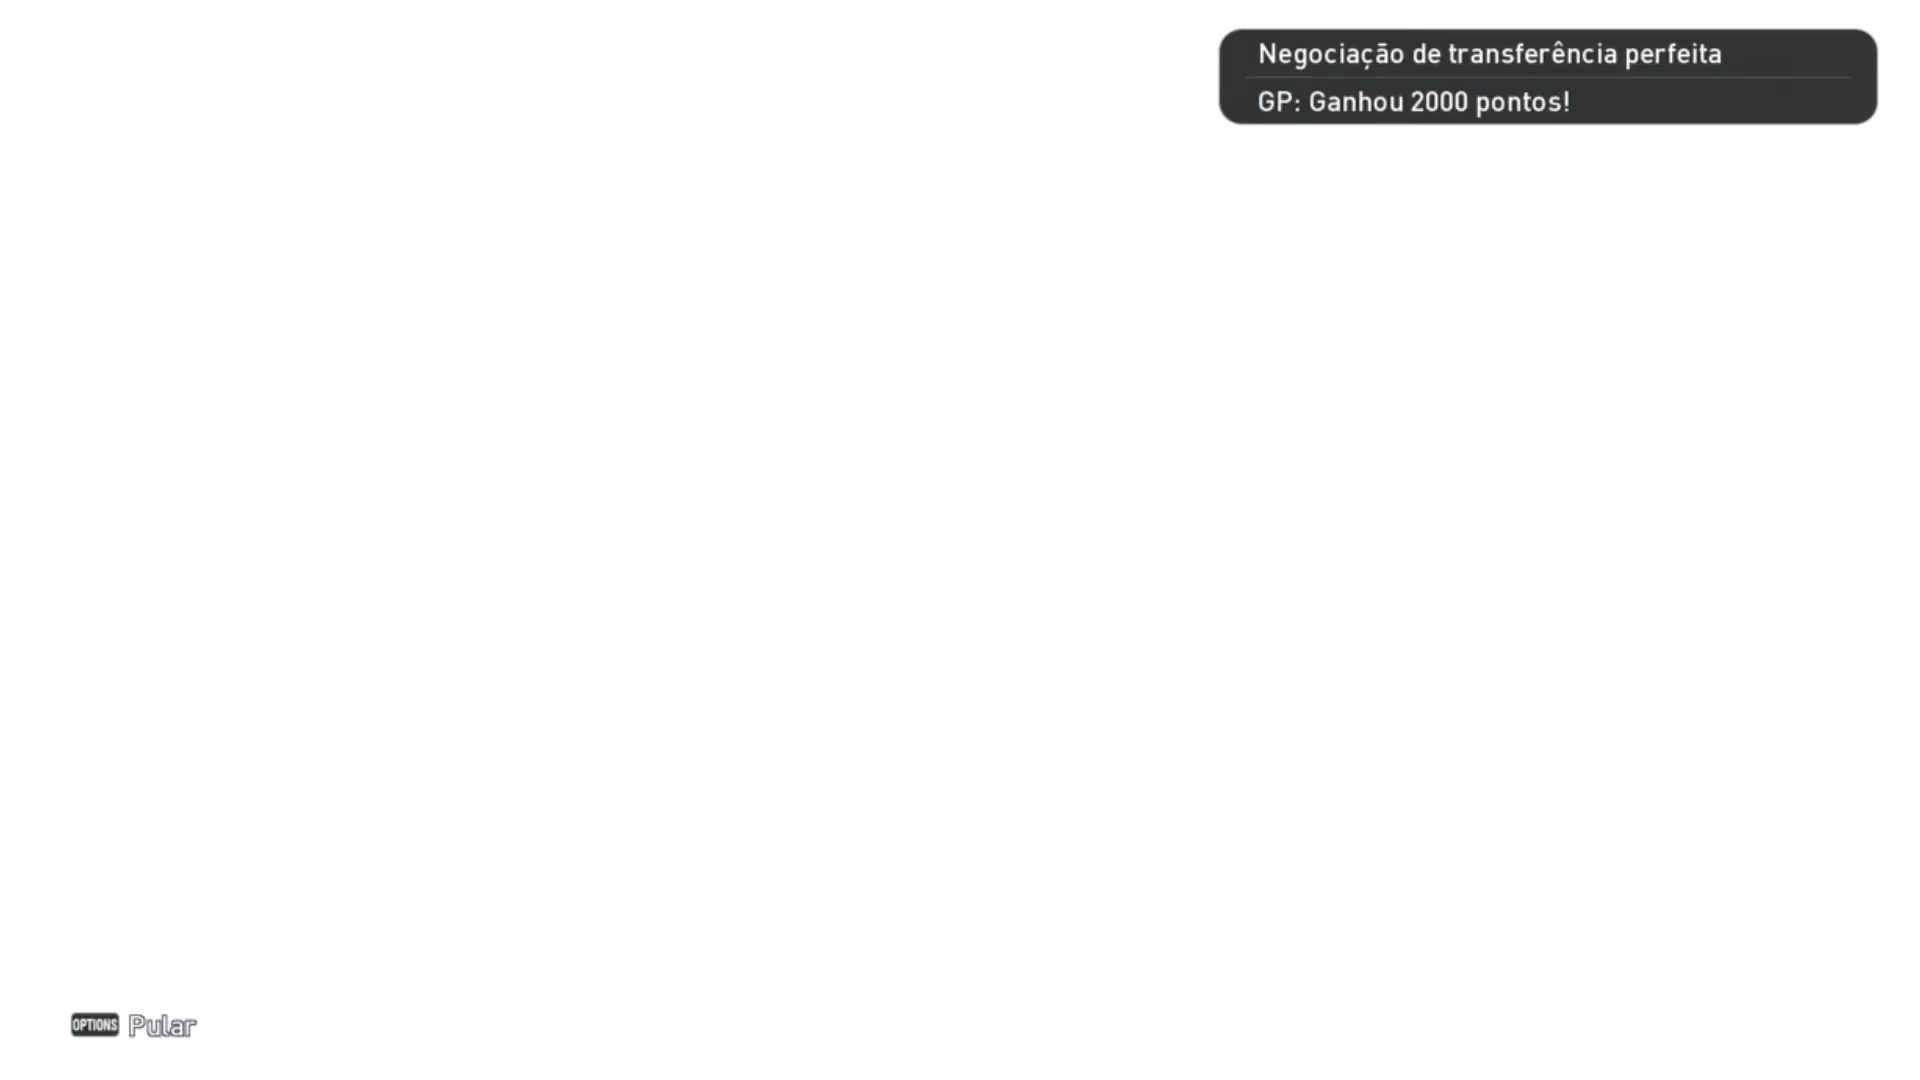 Negociação de transferência perfeita
GP: Ganhou 2000 pontos!
OPTIONS Pular